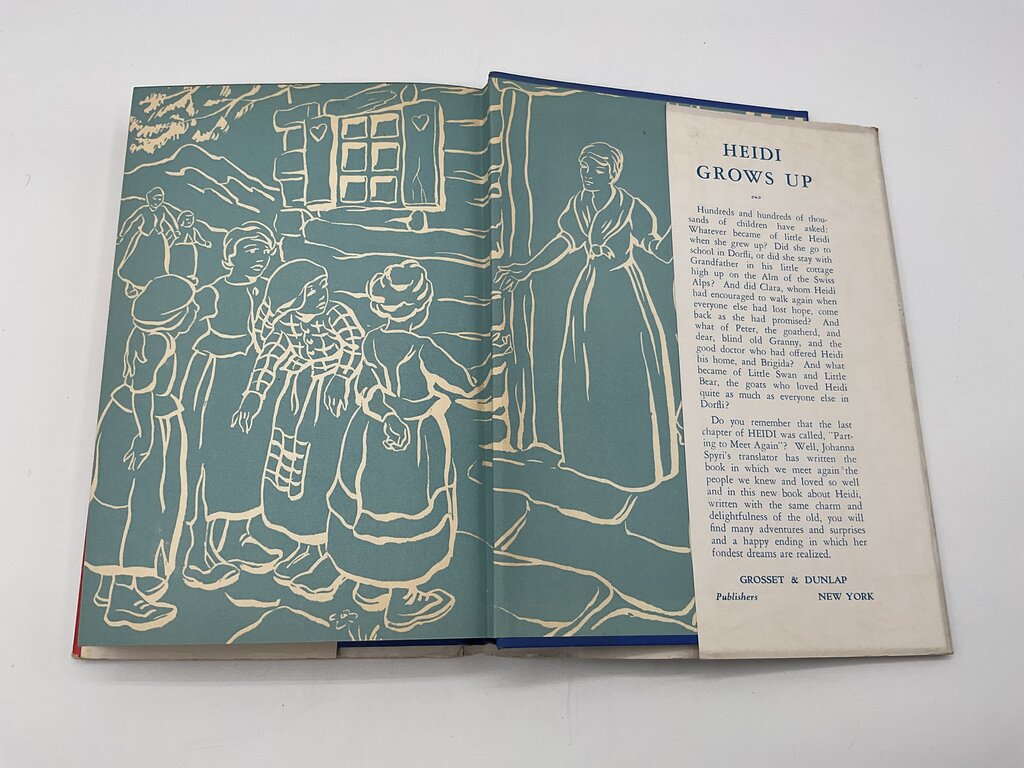 HEIDI
GROWS UP
Hundreds and hundreds of thou-
sands of children have asked:
Whatever became of little Heidi
when she grew up? Did she go to
school in Dorfli, or did she stay with
Grandfather in his little cottage
high up on the Alm of the Swiss
Alps? And did Clara, whom Heidi
had encouraged to walk again when
everyone else had lost hope, come
back as she had promised? And
what of Peter, the goatherd, and
dear, blind old Granny, and the
good doctor who had offered Heidi
his home, and Brigida? And what
became of Little Swan and Little
Bear, the goats who loved Heidi
quite as much as everyone else in
Dorfli?
Do you remember that the last
chapter of HEIDI was called, "Part-
ing to Meet Again"? Well, Johanna
Spyri's translator has written the
book in which we meet again the
people we knew and loved so well
and in this new book about Heidi,
written with the same charm and
delightfulness of the old, you will
find many adventures and surprises
and a happy ending in which her
fondest dreams are realized.
GROSSET & DUNLAP
Publishers NEW YORK